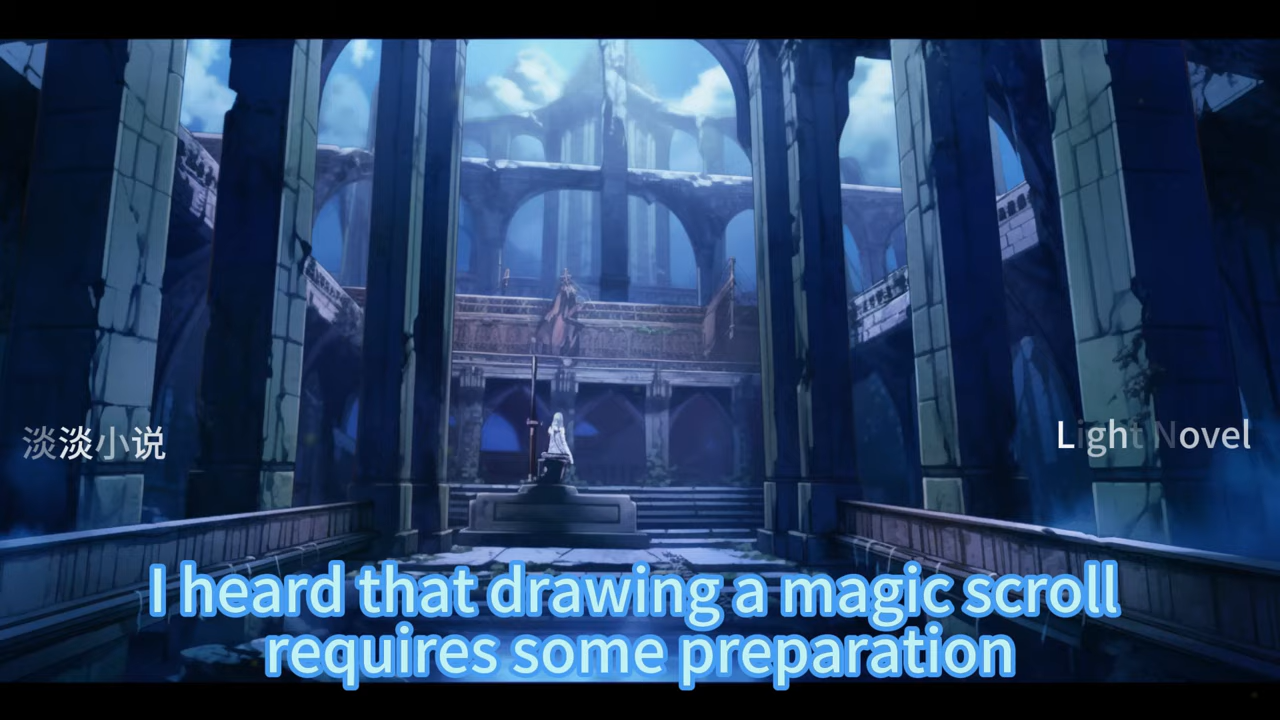 淡淡小说
Light Novel
I heard that drawing a magic scroll
requires some preparation